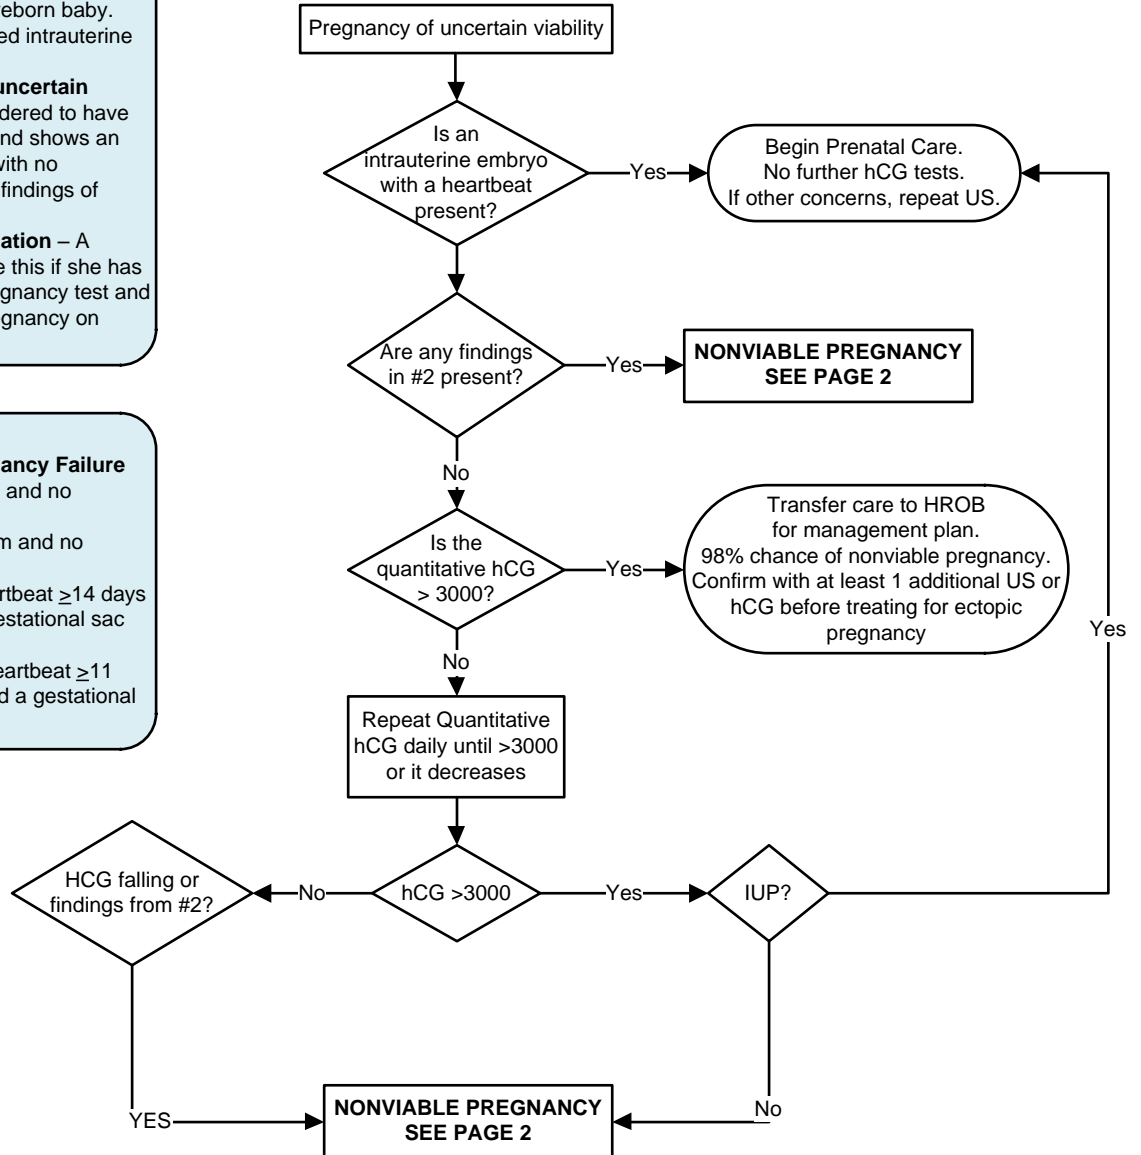 eborn baby.
ed intrauterine
uncertain
dered to have
nd shows an
with no
findings of
ation – A
e this if she has
gnancy test and
egnancy on
ancy Failure
and no
m and no
rtbeat ≥14 days
estational sac
eartbeat ≥11
d a gestational
Pregnancy of uncertain viability
Is an
intrauterine embryo
with a heartbeat
present?
Yes
Begin Prenatal Care.
No further hCG tests.
If other concerns, repeat US.
Are any findings
in #2 present?
Yes
NONVIABLE PREGNANCY
SEE PAGE 2
No
Is the
quantitative hCG
> 3000?
Yes
Transfer care to HROB
for management plan.
98% chance of nonviable pregnancy.
Confirm with at least 1 additional US or
hCG before treating for ectopic
pregnancy
Yes
No
Repeat Quantitative
hCG daily until >3000
or it decreases
HCG falling or
findings from #2?
No
hCG >3000
Yes
IUP?
YES
NONVIABLE PREGNANCY
SEE PAGE 2
No